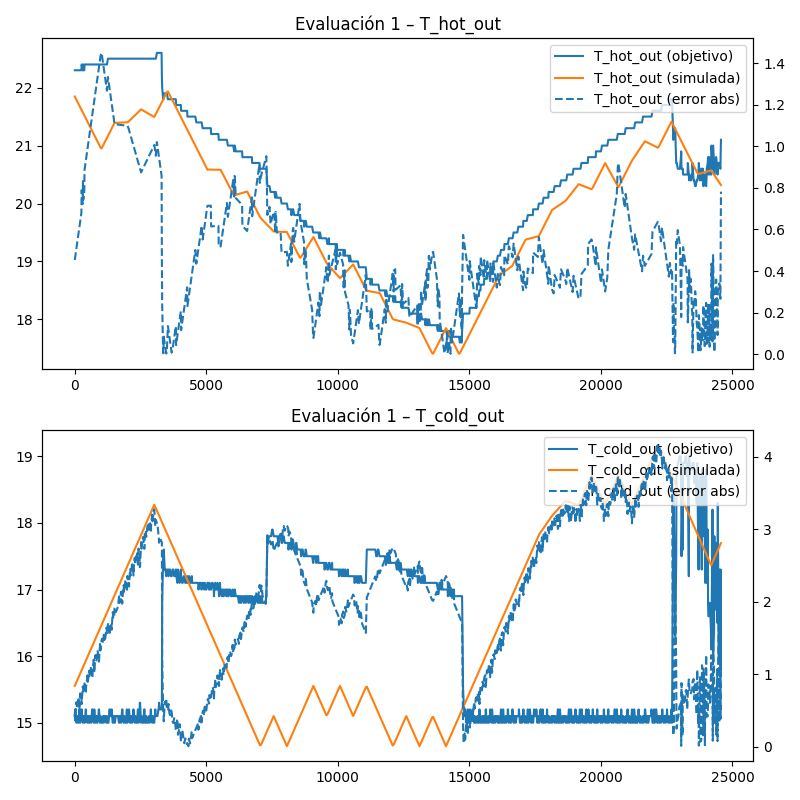 Evaluación 1 – T_hot_out
T_hot_out (objetivo)
T_hot_out (simulada)
T_hot_out (error abs)
22
21
20
19
18
1.4
1.2
1.0
0.8
0.6
0.4
0.2
0.0
0 5000 10000 15000 20000 25000
Evaluación 1 – T_cold_out
T_cold_out (objetivo)
T_cold_out (simulada)
T_cold_out (error abs)
19
18
17
16
15
4
3
2
1
0
0 5000 10000 15000 20000 25000